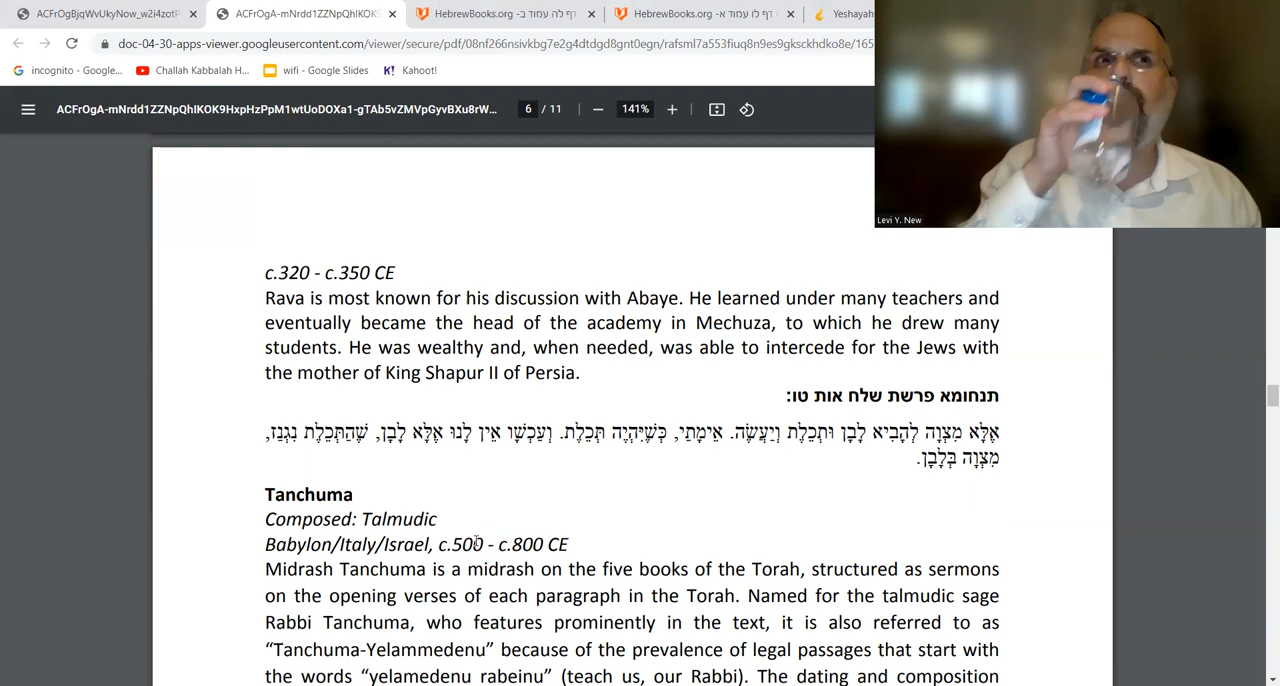 ACFrOgBjqWvUkyNow_w2i4zotP
ACFrOgA-mNrdd1ZZNpQhIKOK9
HebrewBooks.org - דף לה עמוד ב
HebrewBooks.org -דף לו עמוד א
Yeshayah
doc-04-30-apps-viewer.googleusercontent.com/viewer/secure/pdf/08nf266nsivkbg7e2g4dtdgd8gnt0egn/rafsml7a553fiuq8n9es9gksckhdko8e/165
incognito - Google...
Challah Kabbalah H...
wifi - Google Slides
K!
Kahoot!
ACFrOgA-mNrdd1ZZNpQhIKOK9HxpHzPpM1wtUoDOXa1-gTAb5vZMVpGyvBXu8rW...
6 / 11
141%
Levi Y. New
c.320 - c.350 CE
Rava is most known for his discussion with Abaye. He learned under many teachers and
eventually became the head of the academy in Mechuza, to which he drew many
students. He was wealthy and, when needed, was able to intercede for the Jews with
the mother of King Shapur II of Persia.
תנחומא פרשת שלח אות טו:
אֶלָּא מִצְוָה לְהָבִיא לָבָן וּתְכֵלֶת וְיַעֲשֶׂה. אֵימָתַי, כְּשֶׁיִּהְיֶה תְּכֵלֶת. וְעַכְשָׁו אֵין לָנוּ אֶלָּא לָבָן, שֶׁהַתְּכֵלֶת נִגְנַז,
מִצְוָה בְּלָבָן.
Tanchuma
Composed: Talmudic
Babylon/Italy/Israel, c.500 - c.800 CE
Midrash Tanchuma is a midrash on the five books of the Torah, structured as sermons
on the opening verses of each paragraph in the Torah. Named for the talmudic sage
Rabbi Tanchuma, who features prominently in the text, it is also referred to as
“Tanchuma-Yelammedenu” because of the prevalence of legal passages that start with
the words “yelamedenu rabeinu” (teach us, our Rabbi). The dating and composition